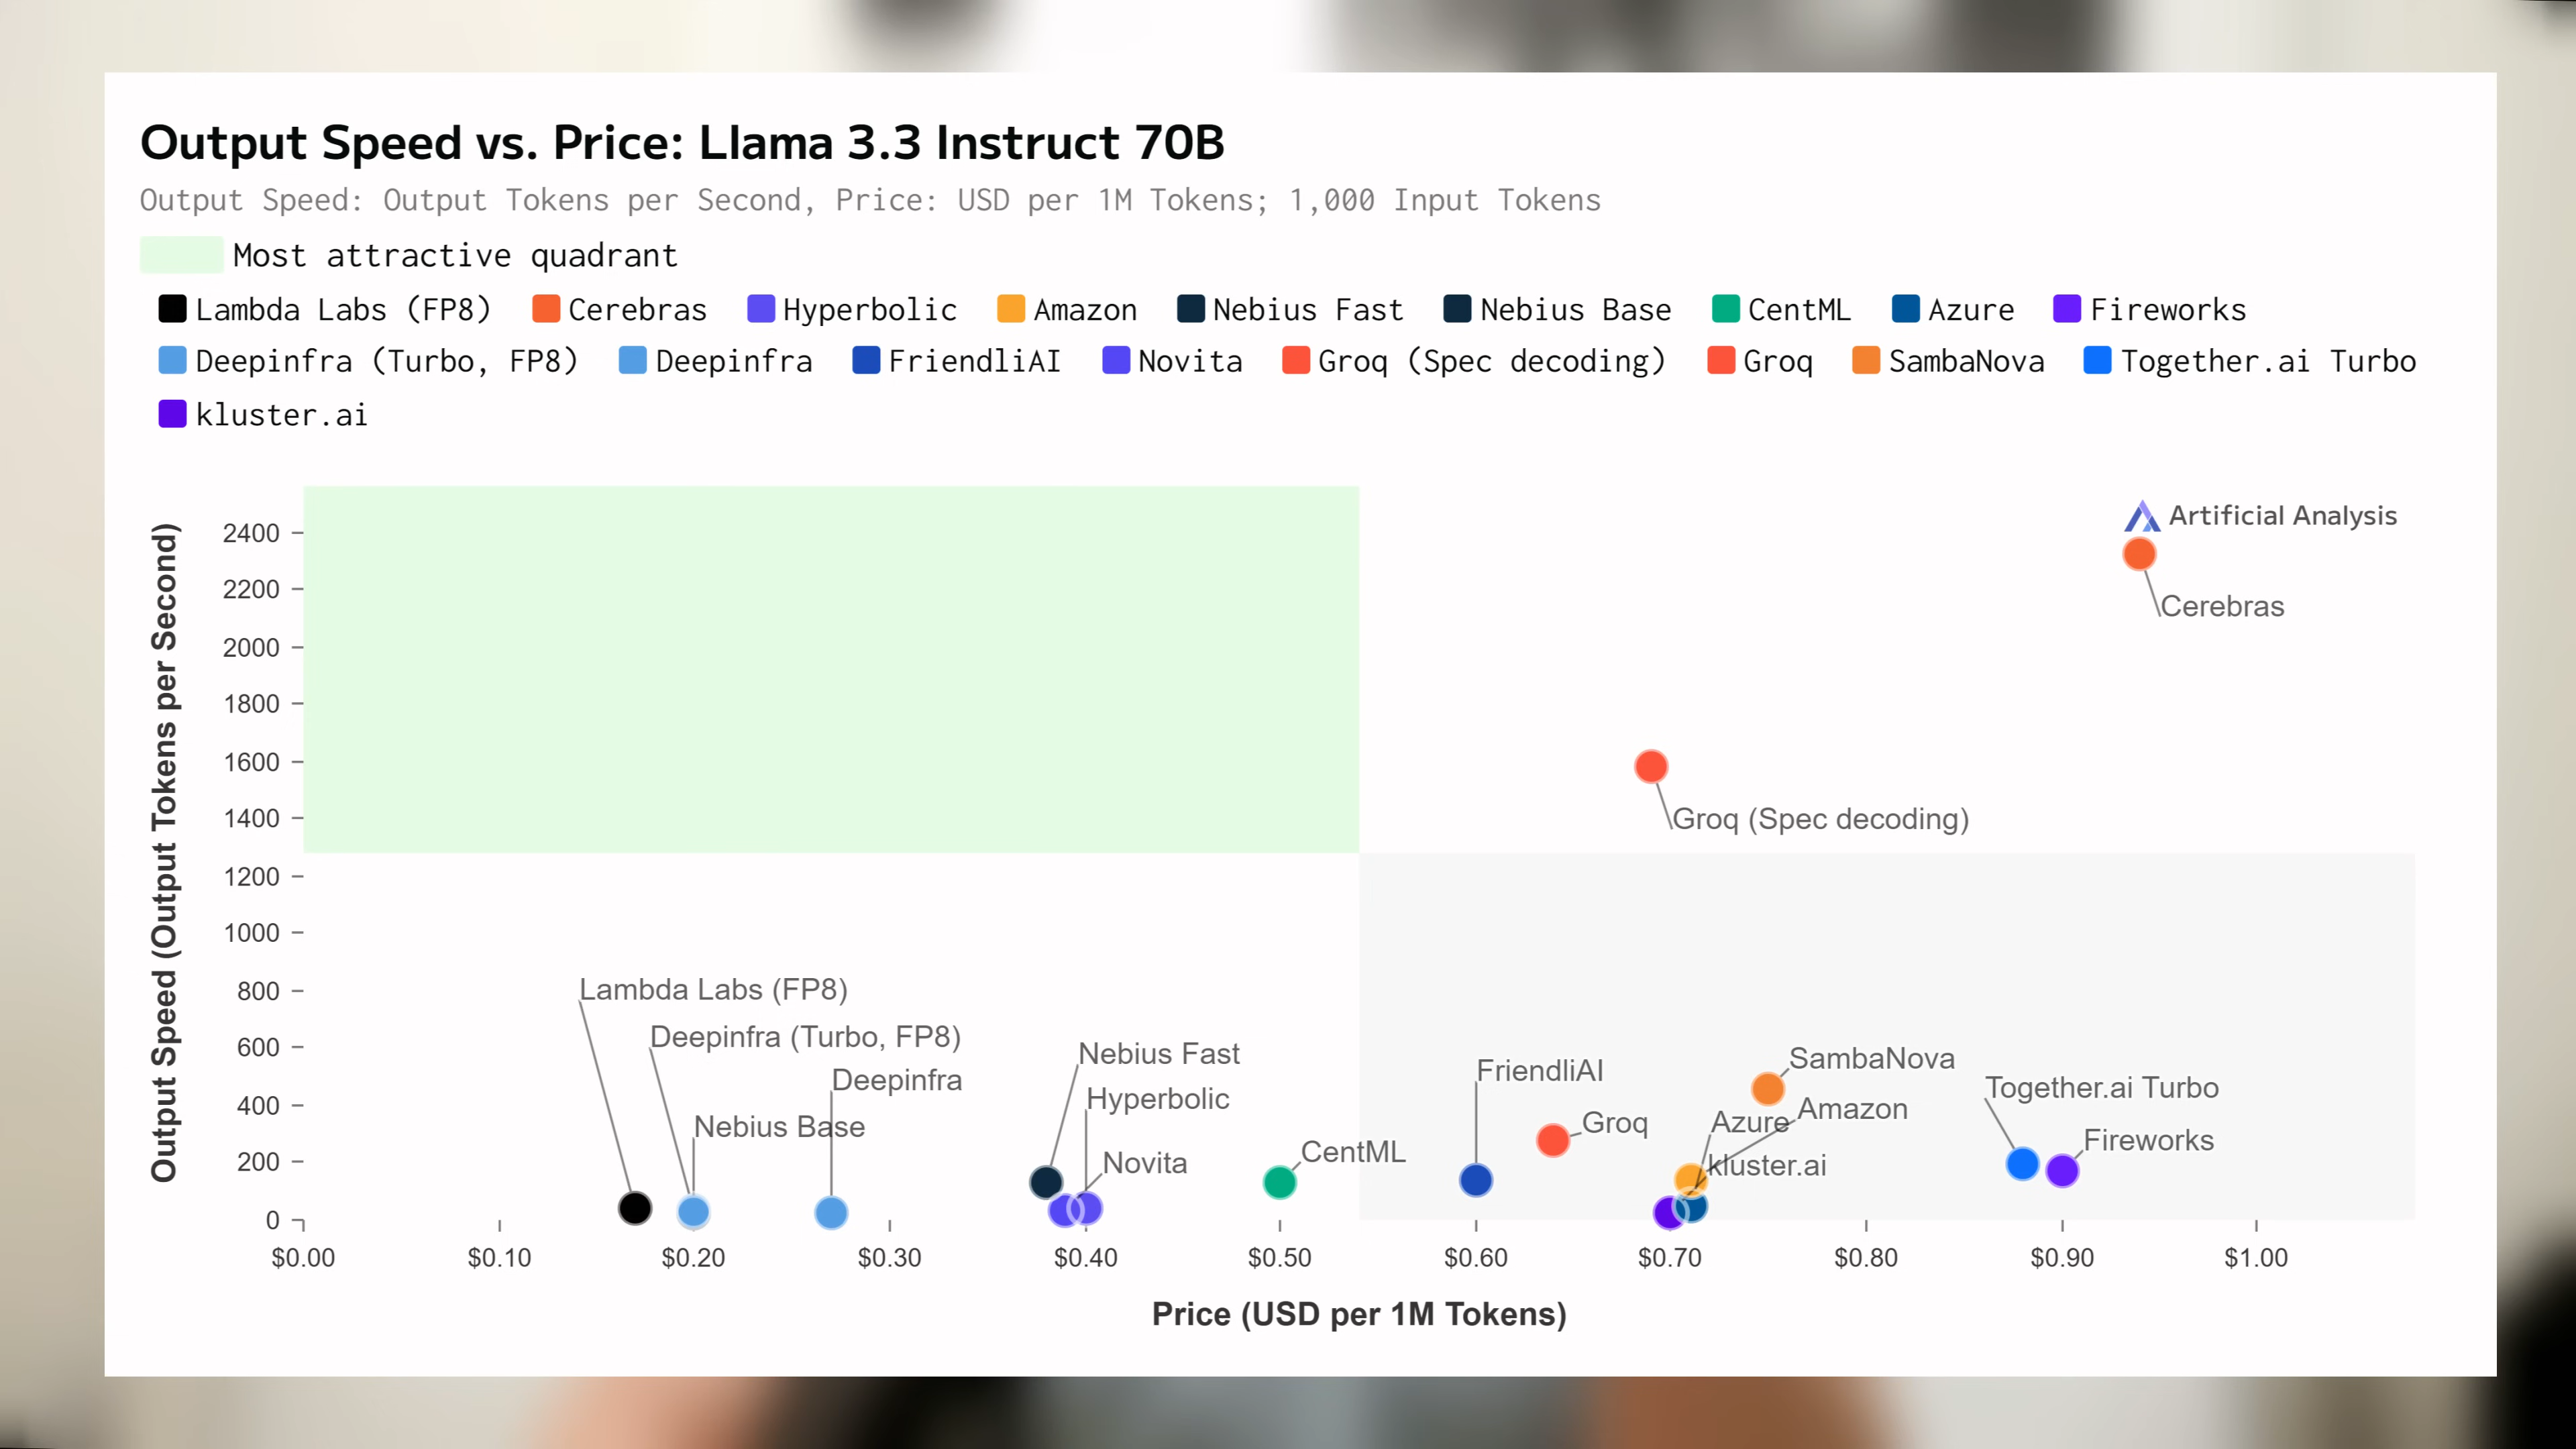 Output Speed vs. Price: Llama 3.3 Instruct 70B
Output Speed: Output Tokens per Second, Price: USD per 1M Tokens; 1,000 Input Tokens
Most attractive quadrant
Lambda Labs (FP8) Cerebras Hyperbolic Amazon Nebius Fast Nebius Base CentML Azure Fireworks
Deepinfra (Turbo, FP8) Deepinfra FriendliAI Novita Groq (Spec decoding) Groq SambaNova Together.ai Turbo
kluster.ai
Output Speed (Output Tokens per Second)
Artificial Analysis
2400
2200
Cerebras
2000
1800
1600
1400
Groq (Spec decoding)
1200
1000
800
Lambda Labs (FP8)
600
Deepinfra (Turbo, FP8)
Nebius Fast
SambaNova
FriendliAI
Deepinfra
Together.ai Turbo
Hyperbolic
400
Amazon
Azure
Groq
Nebius Base
Fireworks
CentML
200
Novita
kluster.ai
0
$0.00 $0.10 $0.20 $0.30 $0.40 $0.50 $0.60 $0.70 $0.80 $0.90 $1.00
Price (USD per 1M Tokens)